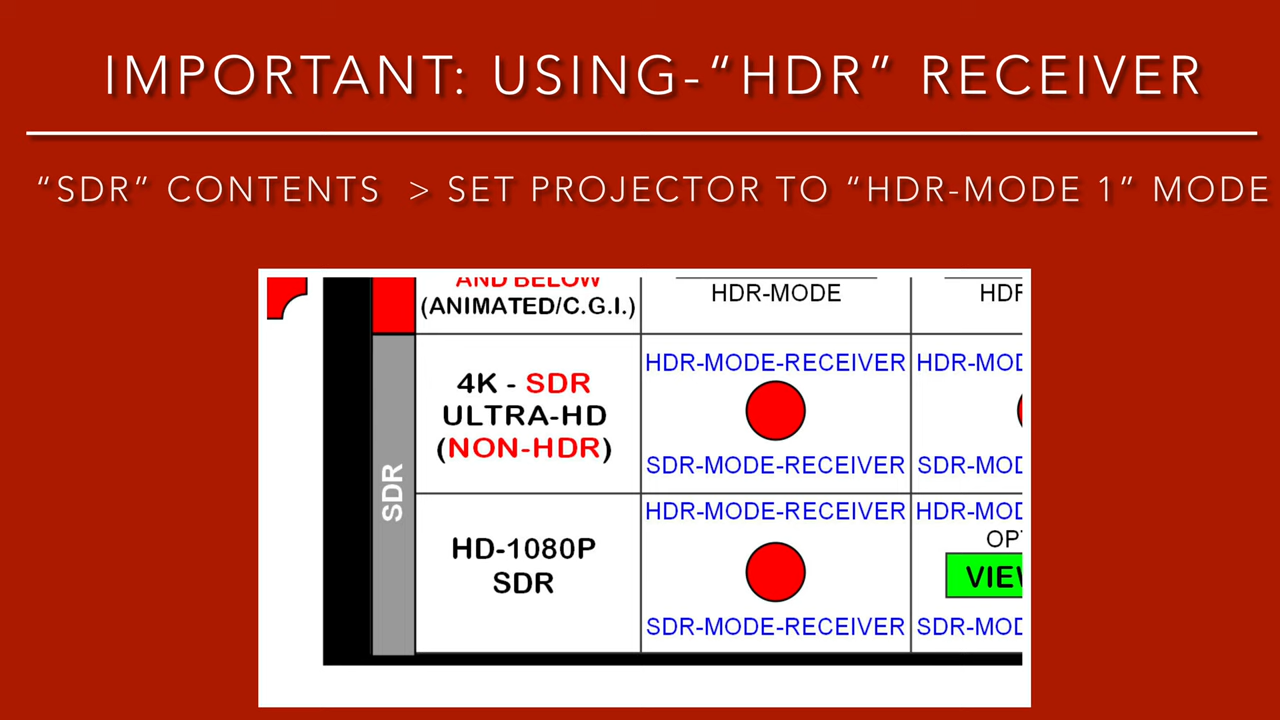 IMPORTANT: USING-“HDR” RECEIVER
“SDR” CONTENTS > SET PROJECTOR TO “HDR-MODE 1” MODE
AND BELOW
(ANIMATED/C.G.I.)
HDR-MODE
SDR
4K - SDR
ULTRA-HD
(NON-HDR)
HDR-MODE-RECEIVER
SDR-MODE-RECEIVER
HD-1080P
SDR
HDR-MODE-RECEIVER
SDR-MODE-RECEIVER